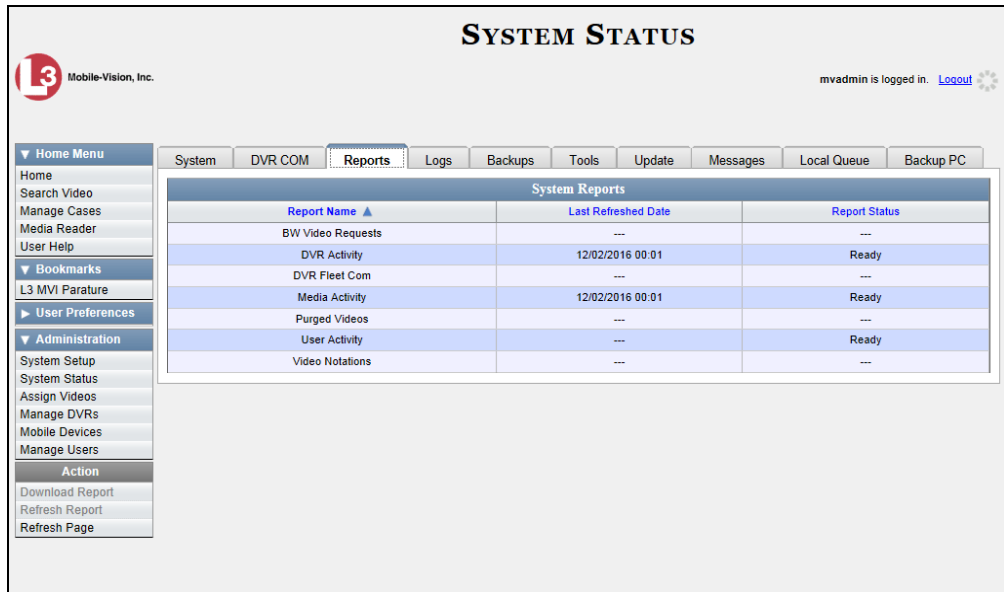 SYSTEM STATUS
L3 Mobile-Vision, Inc.
mvadmin is logged in. Logout
▼ Home Menu
Home
Search Video
Manage Cases
Media Reader
User Help
▼ Bookmarks
L3 MVI Parature
▶ User Preferences
▼ Administration
System Setup
System Status
Assign Videos
Manage DVRs
Mobile Devices
Manage Users
Action
Download Report
Refresh Report
Refresh Page
System DVR COM Reports Logs Backups Tools Update Messages Local Queue Backup PC
System Reports
Report Name ▲ Last Refreshed Date Report Status
BW Video Requests --- ---
DVR Activity 12/02/2016 00:01 Ready
DVR Fleet Com --- ---
Media Activity 12/02/2016 00:01 Ready
Purged Videos --- ---
User Activity --- Ready
Video Notations --- ---